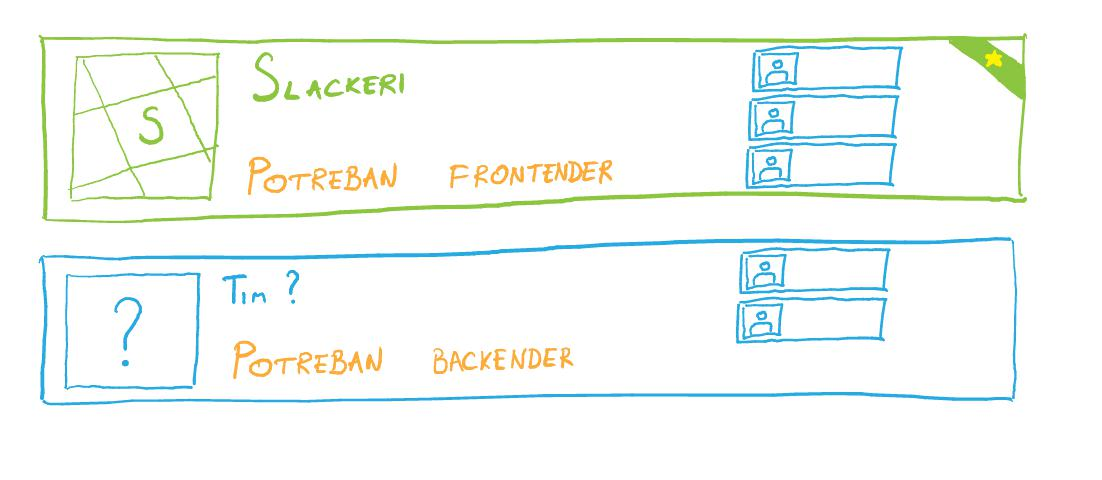 S
SLACKERI
POTREBAN FRONTENDER
?
TIM ?
POTREBAN BACKENDER